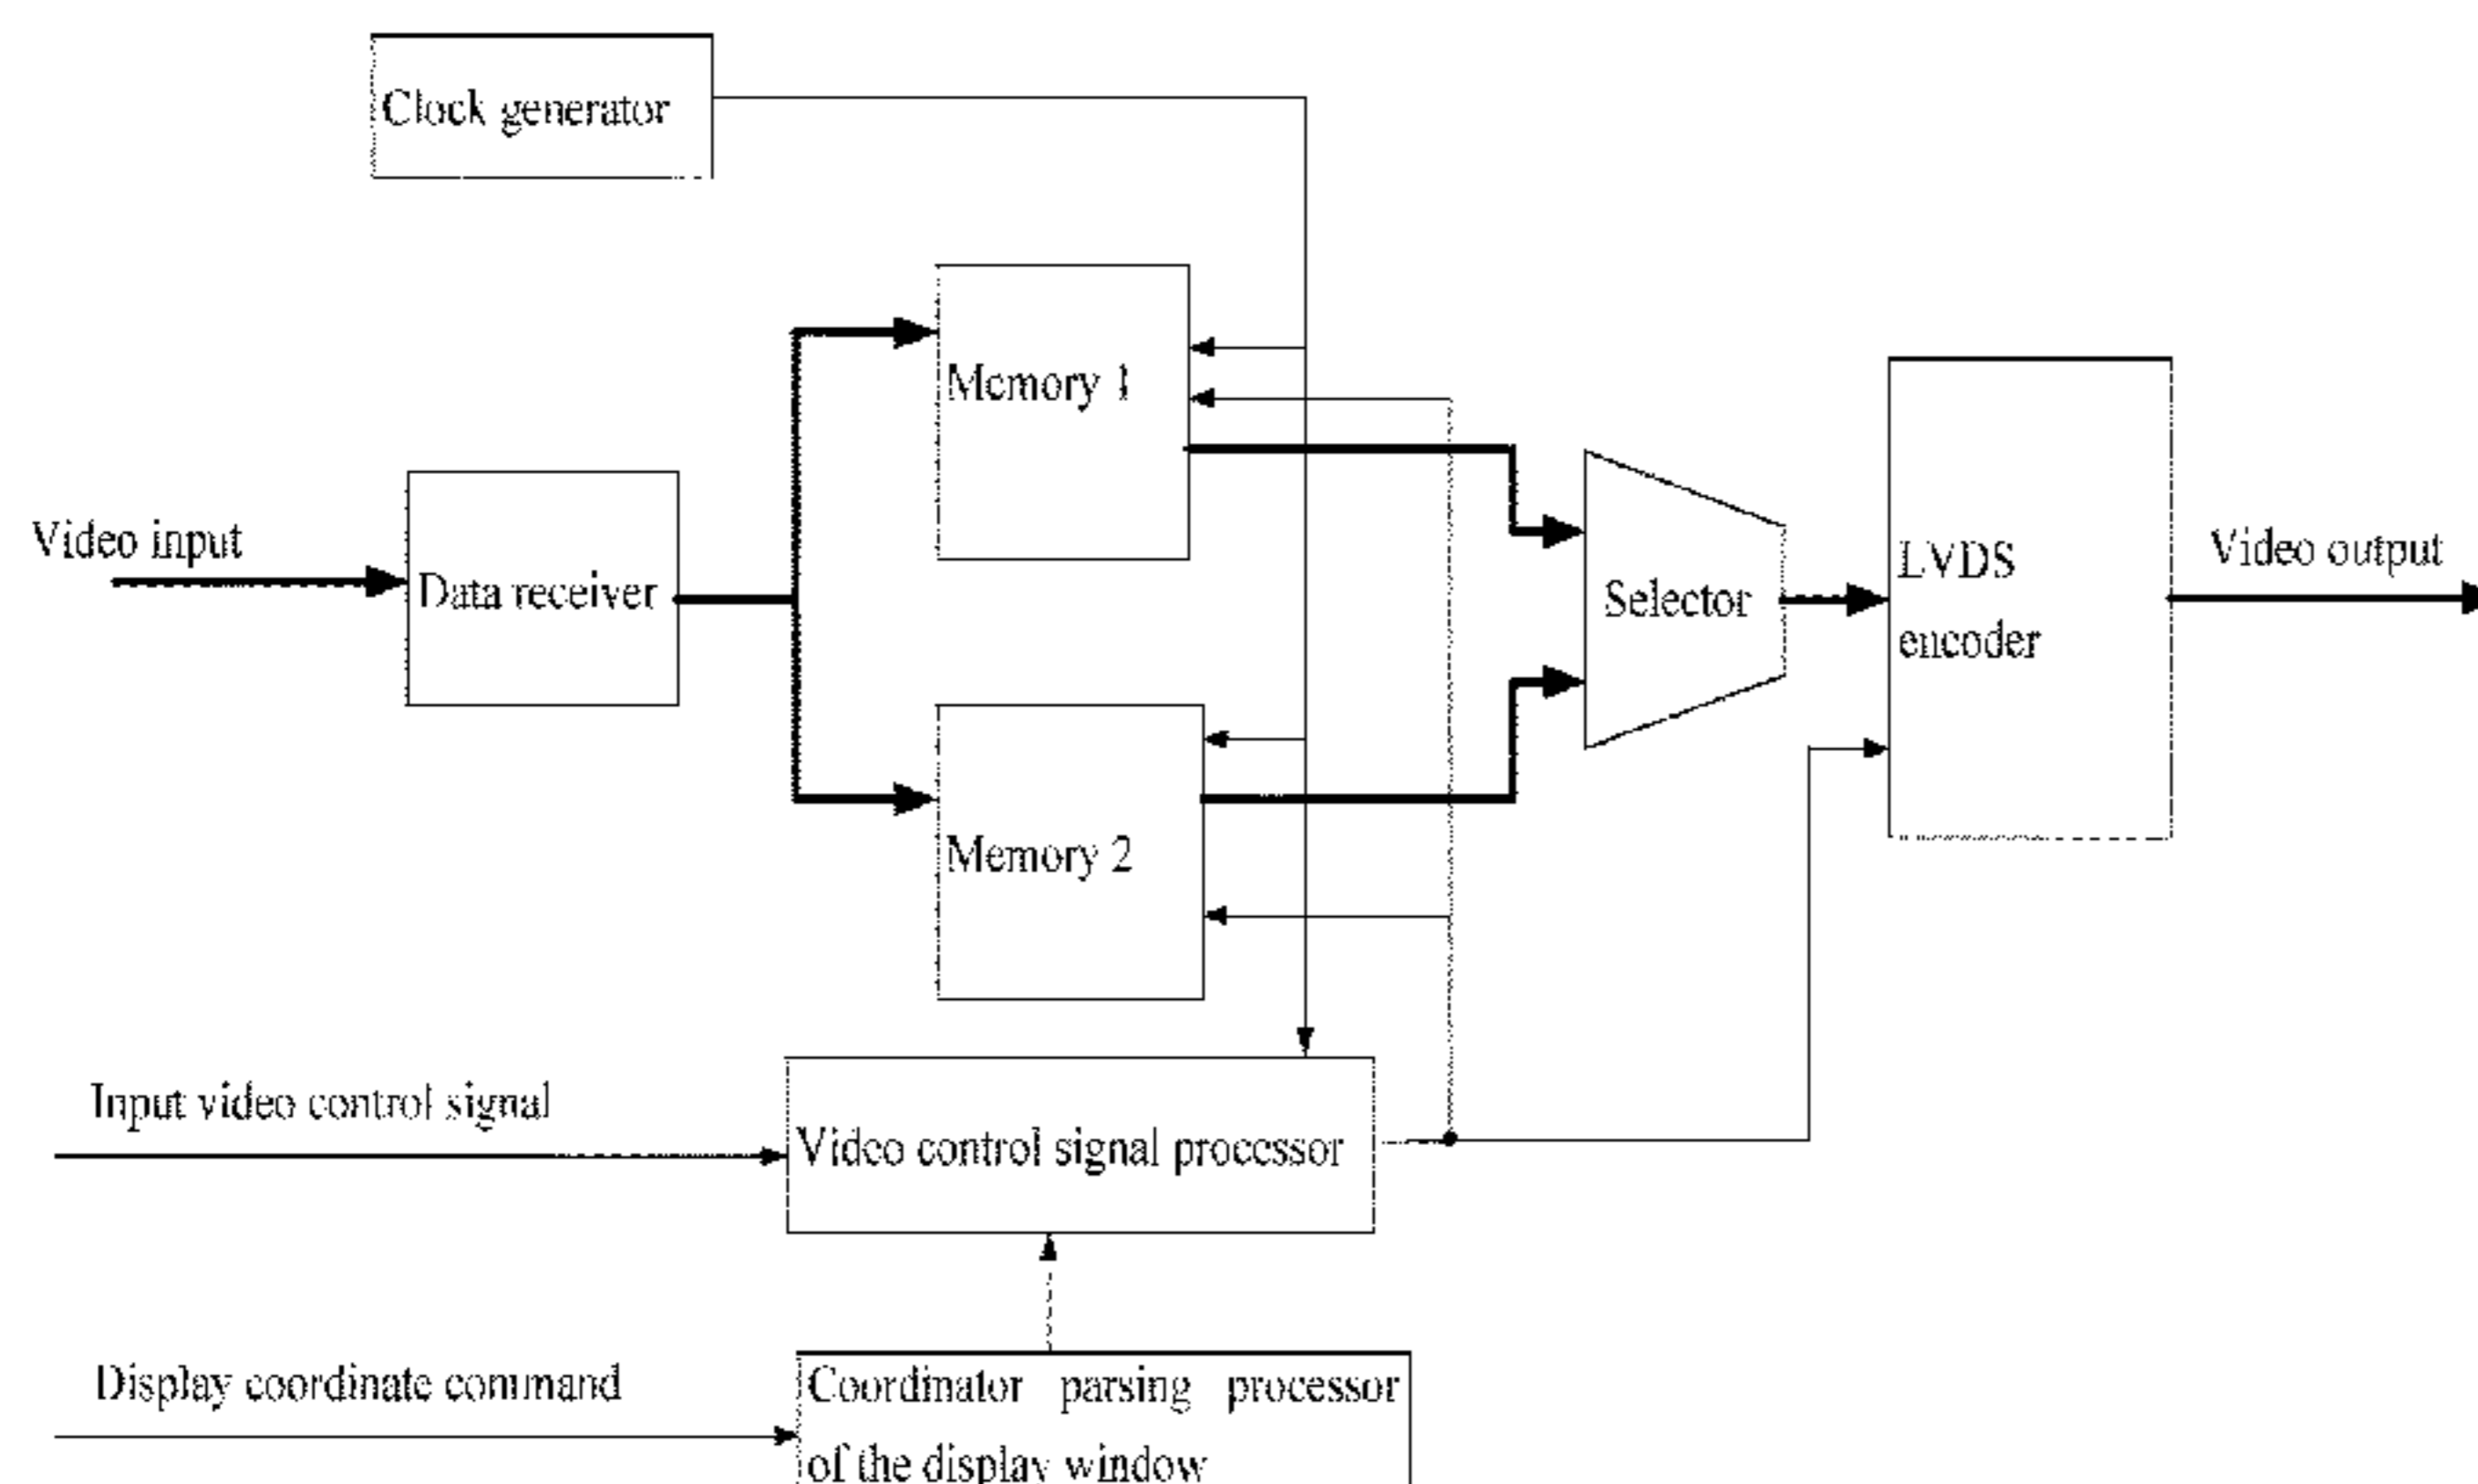 Clock generator
Memory 1
Video input
Data receiver
Selector
LVDS
encoder
Video output
Memory 2
Input video control signal
Video control signal processor
Display coordinate command
Coordinator parsing processor
of the display window